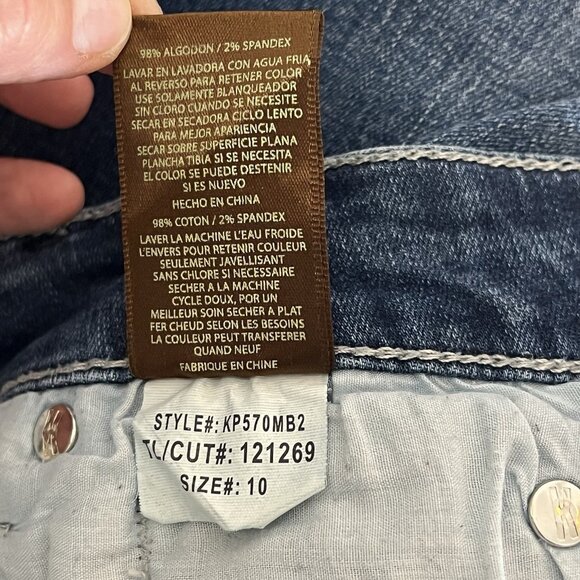 98% ALGODON / 2% SPANDEX
LAVAR EN LAVADORA CON AGUA FRIA
AL REVERSO PARA RETENER COLOR
USE SOLAMENTE BLANQUEADOR
SIN CLORO CUANDO SE NECESITE
SECAR EN SECADORA CICLO LENTO
PARA MEJOR APARIENCIA
SECAR SOBRE SUPERFICIE PLANA
PLANCHA TIBIA SI SE NECESITA
EL COLOR SE PUEDE DESTENIR
SI ES NUEVO
HECHO EN CHINA
98% COTON / 2% SPANDEX
LAVER LA MACHINE L'EAU FROIDE
L'ENVERS POUR RETENIR COULEUR
SEULEMENT JAVELLISANT
SANS CHLORE SI NECESSAIRE
SECHER A LA MACHINE
CYCLE DOUX, POR UN
MEILLEUR SOIN SECHER A PLAT
FER CHEUD SELON LES BESOINS
LA COULEUR PEUT TRANSFERER
QUAND NEUF
FABRIQUE EN CHINE
STYLE#: KP570MB2
TL/CUT#: 121269
SIZE#: 10